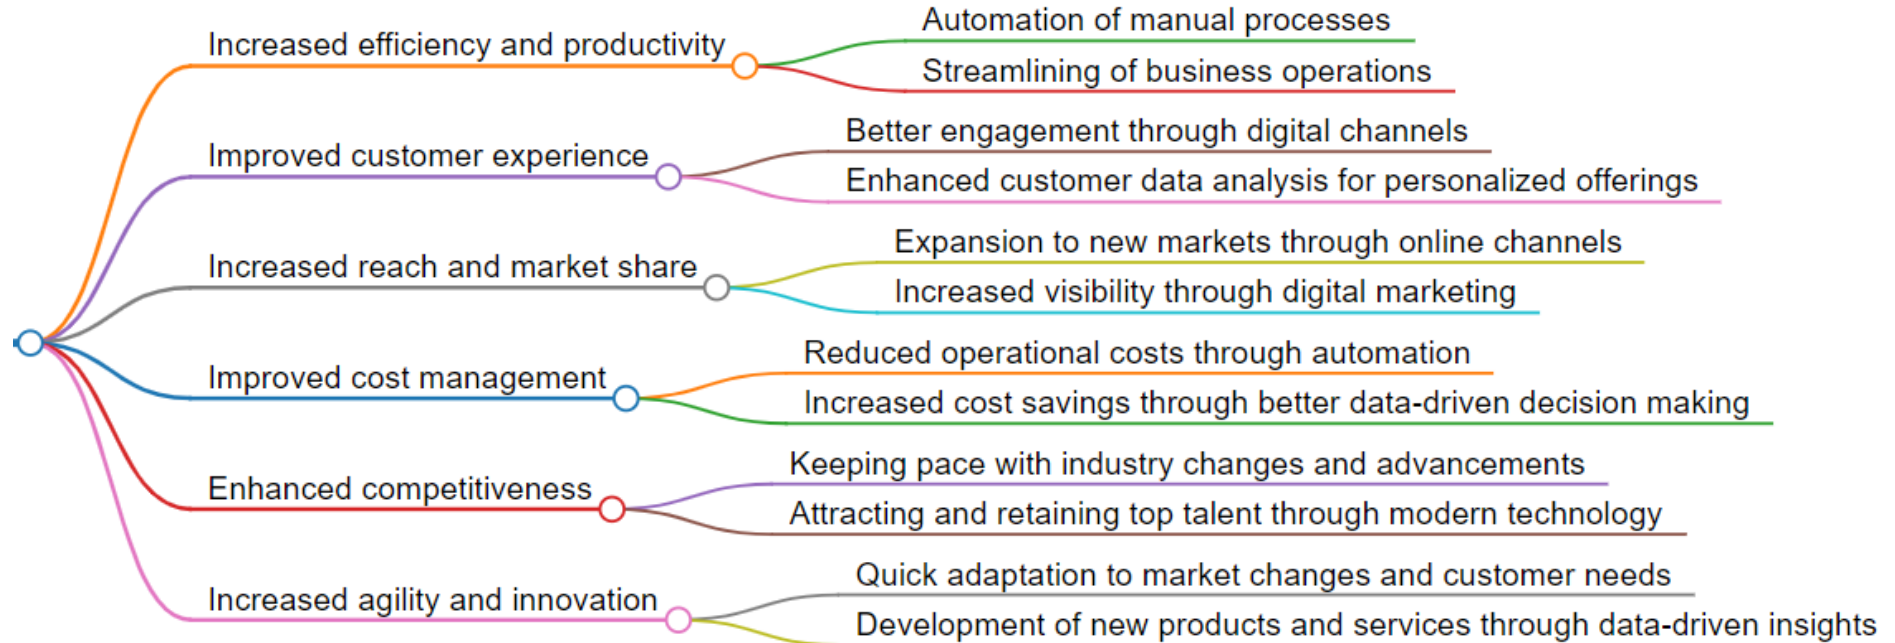 Increased efficiency and productivity
Automation of manual processes
Streamlining of business operations
Improved customer experience
Better engagement through digital channels
Enhanced customer data analysis for personalized offerings
Increased reach and market share
Expansion to new markets through online channels
Increased visibility through digital marketing
Improved cost management
Reduced operational costs through automation
Increased cost savings through better data-driven decision making
Enhanced competitiveness
Keeping pace with industry changes and advancements
Attracting and retaining top talent through modern technology
Increased agility and innovation
Quick adaptation to market changes and customer needs
Development of new products and services through data-driven insights